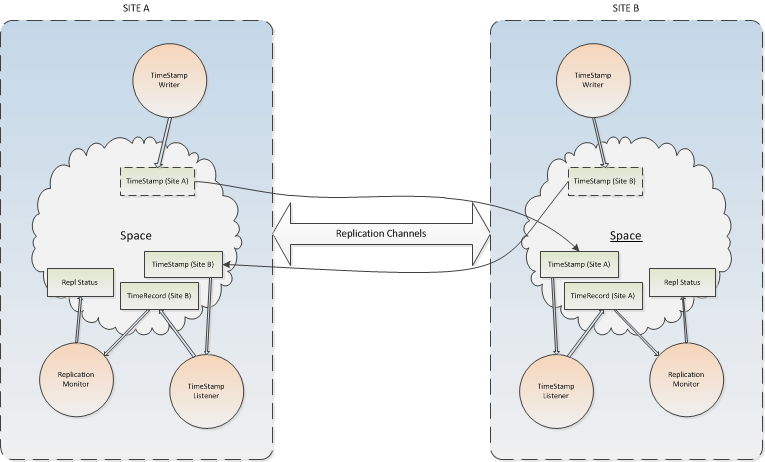 SITE A
SITE B
TimeStamp
Writer
TimeStamp
Writer
TimeStamp (Site A)
TimeStamp (Site B)
Space
Replication Channels
Space
TimeStamp (Site B)
TimeStamp (Site A)
Repl Status
TimeRecord (Site B)
TimeRecord (Site A)
Repl Status
Replication
Monitor
TimeStamp
Listener
TimeStamp
Listener
Replication
Monitor